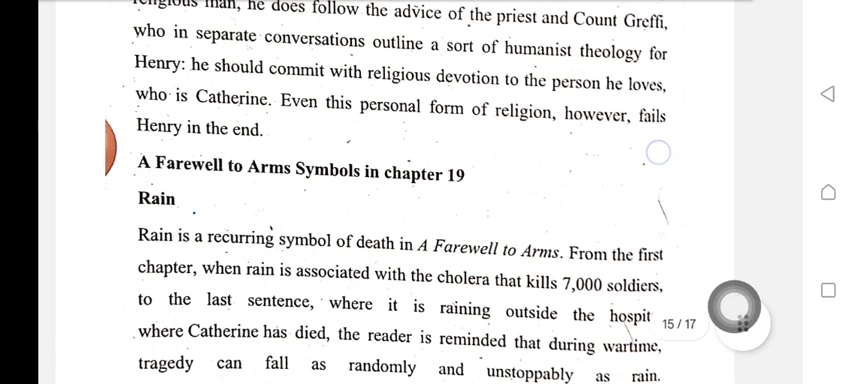 religious man, he does follow the advice of the priest and Count Greffi,
who in separate conversations outline a sort of humanist theology for
Henry: he should commit with religious devotion to the person he loves,
who is Catherine. Even this personal form of religion, however, fails
Henry in the end.
A Farewell to Arms Symbols in chapter 19
Rain
Rain is a recurring symbol of death in A Farewell to Arms. From the first
chapter, when rain is associated with the cholera that kills 7,000 soldiers,
to the last sentence, where it is raining outside the hospit
15 / 17
where Catherine has died, the reader is reminded that during wartime,
tragedy can fall as randomly and unstoppably as rain.